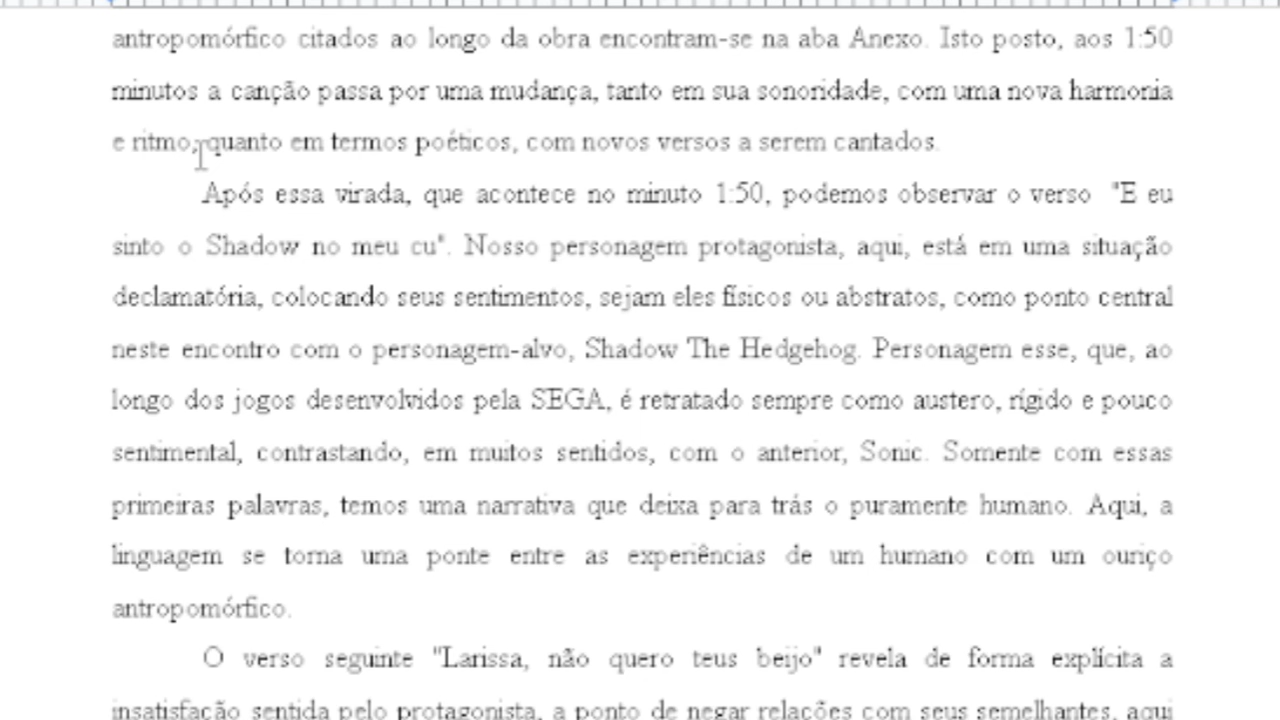 antropomórfico citados ao longo da obra encontram-se na aba Anexo. Isto posto, aos 1:50
minutos a canção passa por uma mudança, tanto em sua sonoridade, com uma nova harmonia
e ritmo, quanto em termos poéticos, com novos versos a serem cantados.
Após essa virada, que acontece no minuto 1:50, podemos observar o verso "E eu
sinto o Shadow no meu cu". Nosso personagem protagonista, aqui, está em uma situação
declamatória, colocando seus sentimentos, sejam eles físicos ou abstratos, como ponto central
neste encontro com o personagem-alvo, Shadow The Hedgehog. Personagem esse, que, ao
longo dos jogos desenvolvidos pela SEGA, é retratado sempre como austero, rígido e pouco
sentimental, contrastando, em muitos sentidos, com o anterior, Sonic. Somente com essas
primeiras palavras, temos uma narrativa que deixa para trás o puramente humano. Aqui, a
linguagem se torna uma ponte entre as experiências de um humano com um ouriço
antropomórfico.
O verso seguinte "Larissa, não quero teus beijo" revela de forma explícita a
insatisfação sentida pelo protagonista, a ponto de negar relações com seus semelhantes, aqui